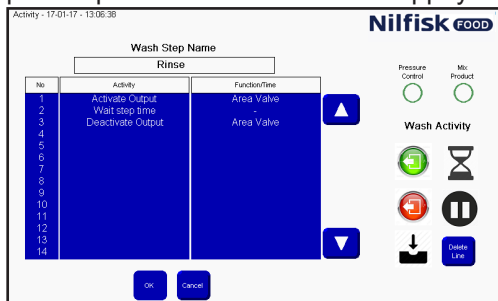 Activity - 17-01-17 - 13:06:38
Nilfisk FOOD
Wash Step Name
Rinse
Pressure Control
Mix Product
No Activity Function/Time
1 Activate Output Area Valve
2 Wait step time -
3 Deactivate Output Area Valve
4
5
6
7
8
9
10
11
12
13
14
Wash Activity
Delete Line
OK
Cancel